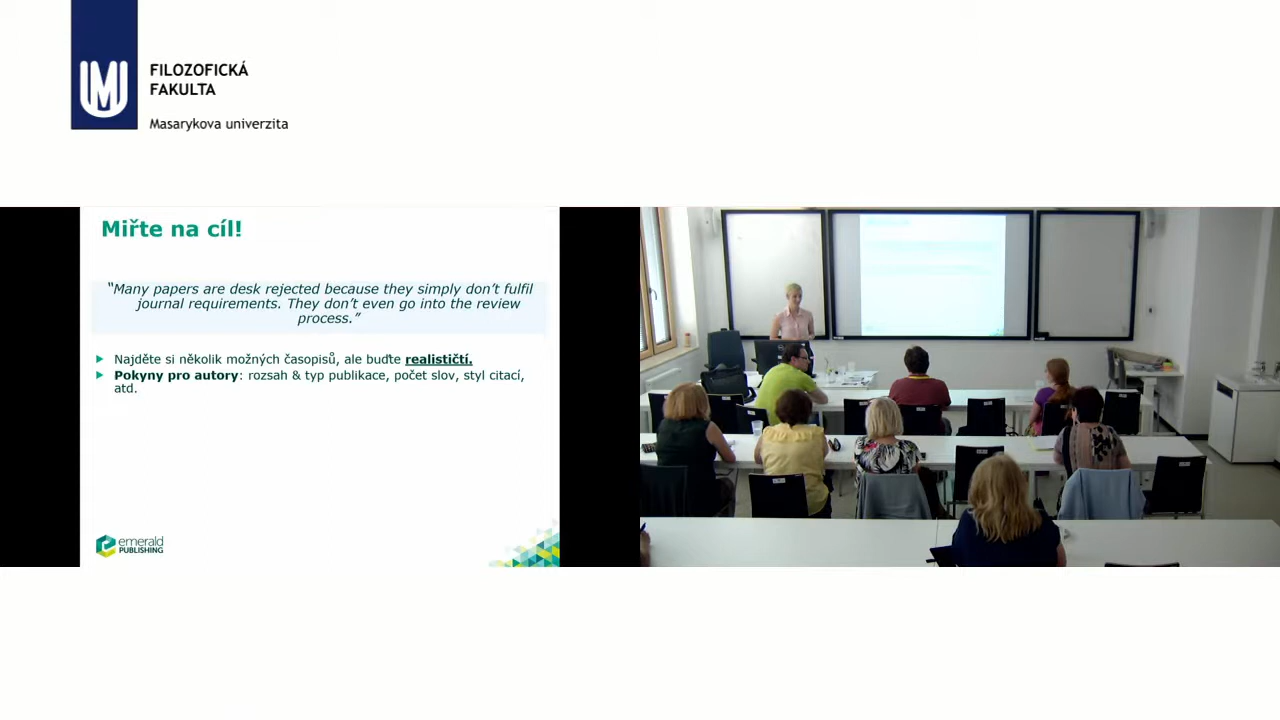 FILOZOFICKÁ
FAKULTA
Masarykova univerzita
Miřte na cíl!
“Many papers are desk rejected because they simply don’t fulfil
journal requirements. They don’t even go into the review
process.”
Najděte si několik možných časopisů, ale buďte realističtí.
Pokyny pro autory: rozsah & typ publikace, počet slov, styl citací,
atd.
emerald
PUBLISHING